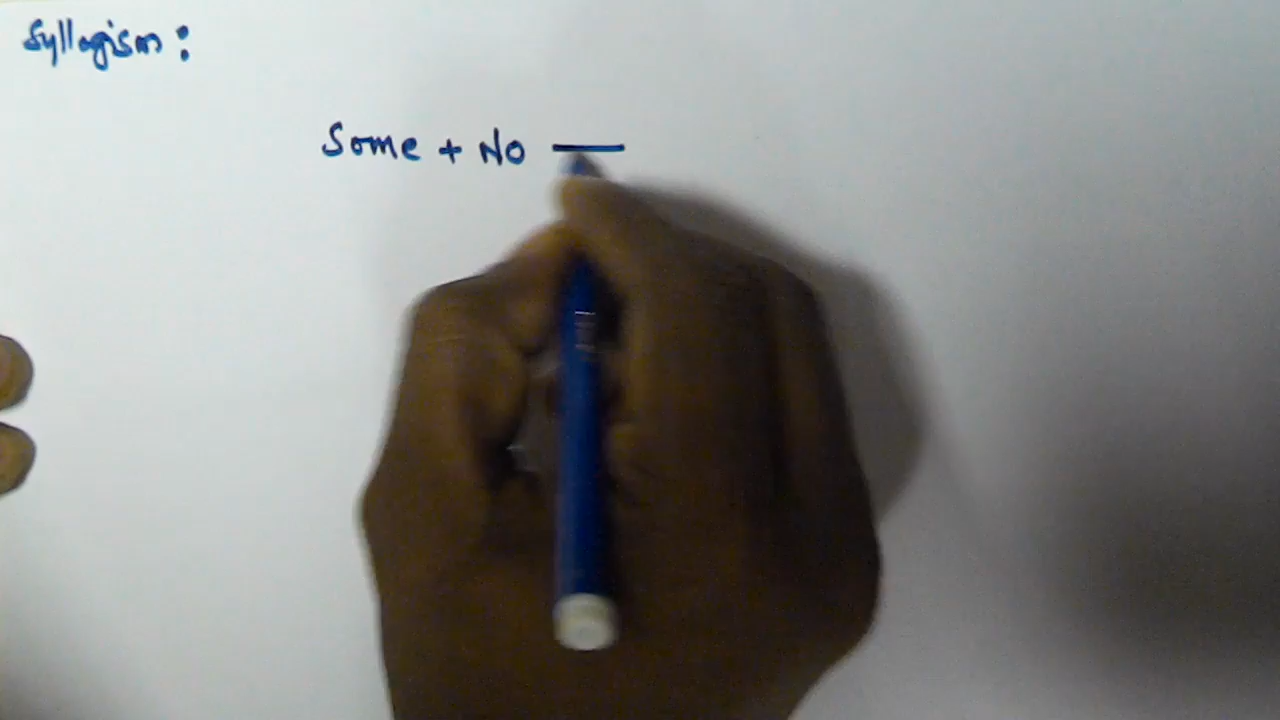 Syllogism :
Some + No —